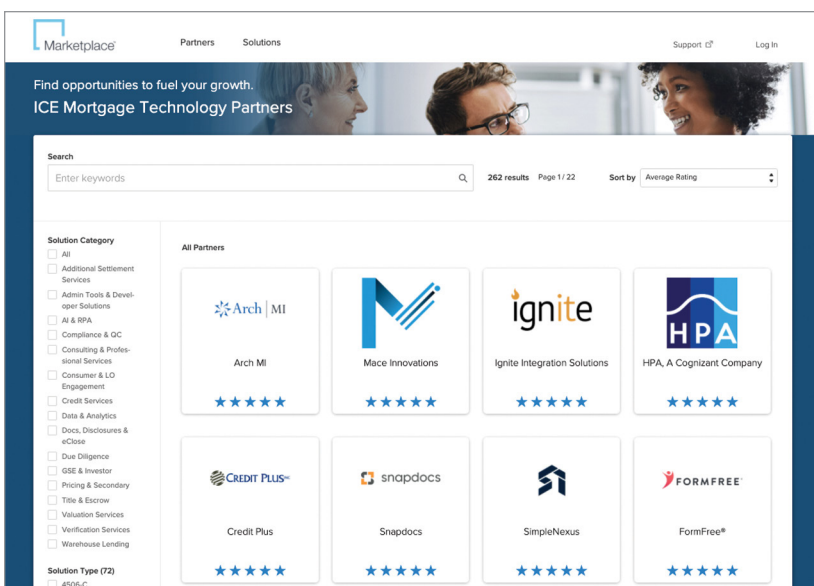 Marketplace
Partners
Solutions
Support
Log In
Find opportunities to fuel your growth.
ICE Mortgage Technology Partners
Search
Enter keywords
262 results
Page 1 / 22
Sort by
Average Rating
Solution Category
All
Additional Settlement
Services
Admin Tools & Devel-
oper Solutions
AI & RPA
Compliance & QC
Consulting & Profes-
sional Services
Consumer & LO
Engagement
Credit Services
Data & Analytics
Docs, Disclosures &
eClose
Due Diligence
GSE & Investor
Pricing & Secondary
Title & Escrow
Valuation Services
Verification Services
Warehouse Lending
Solution Type (72)
4506-C
All Partners
Arch | MI
Arch MI
Mace Innovations
ignite
Ignite Integration Solutions
HPA
HPA, A Cognizant Company
CREDIT PLUS
Credit Plus
snapdocs
Snapdocs
SimpleNexus
FORMFREE
FormFree®